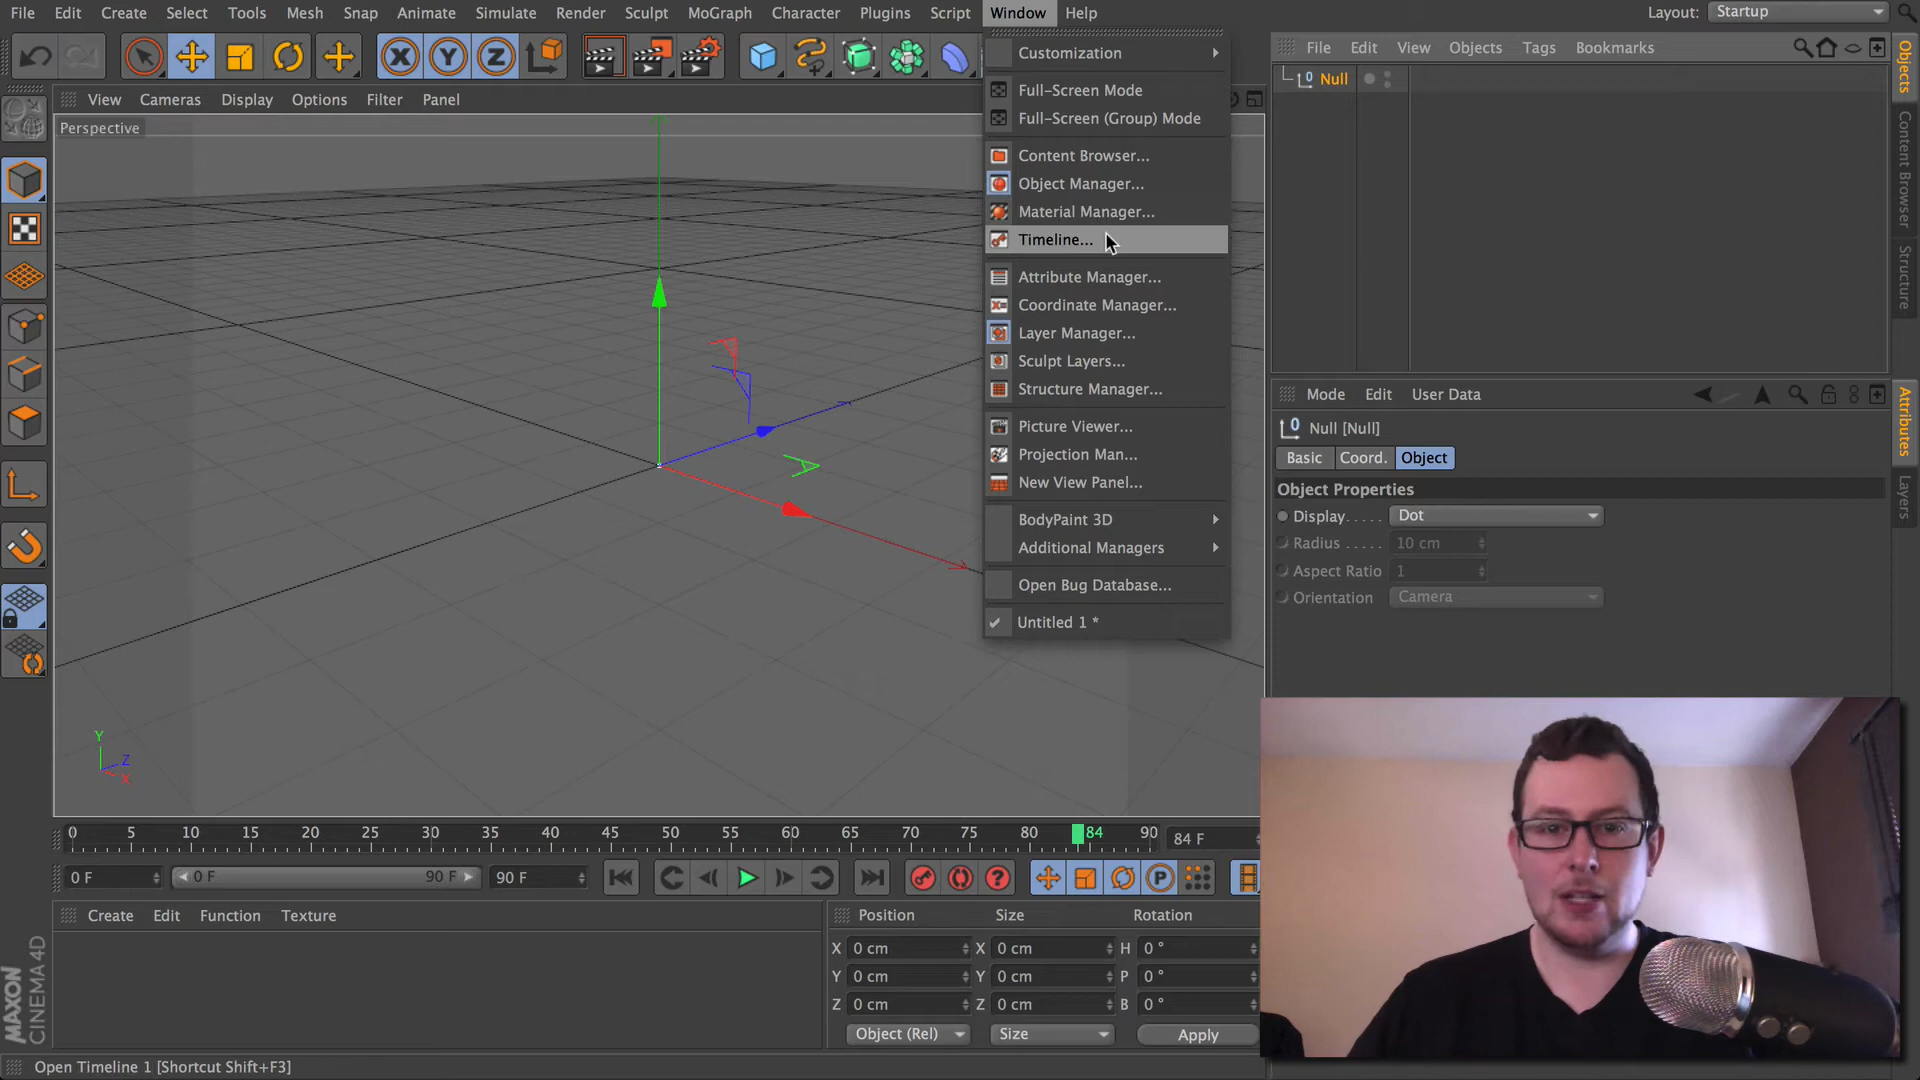 File Edit Create Select Tools Mesh Snap Animate Simulate Render Sculpt MoGraph Character Plugins Script Window Help
Layout: Startup
View Cameras Display Options Filter Panel
Perspective
Y
Z
X
Customization
Full-Screen Mode
Full-Screen (Group) Mode
Content Browser...
Object Manager...
Material Manager...
Timeline...
Attribute Manager...
Coordinate Manager...
Layer Manager...
Sculpt Layers...
Structure Manager...
Picture Viewer...
Projection Man...
New View Panel...
BodyPaint 3D
Additional Managers
Open Bug Database...
Untitled 1 *
File Edit View Objects Tags Bookmarks
Null
Objects
Content Browser
Structure
Mode Edit User Data
Null [Null]
Basic Coord. Object
Object Properties
Display . . . . . Dot
Radius . . . . . 10 cm
Aspect Ratio 1
Orientation Camera
Attributes
Layers
X Y Z
0 5 10 15 20 25 30 35 40 45 50 55 60 65 70 75 80 84 90
84 F
0 F 0 F 90 F 90 F
P
Create Edit Function Texture
Position Size Rotation
X 0 cm X 0 cm H 0 °
Y 0 cm Y 0 cm P 0 °
Z 0 cm Z 0 cm B 0 °
Object (Rel) Size Apply
MAXON
CINEMA 4D
Open Timeline 1 [Shortcut Shift+F3]